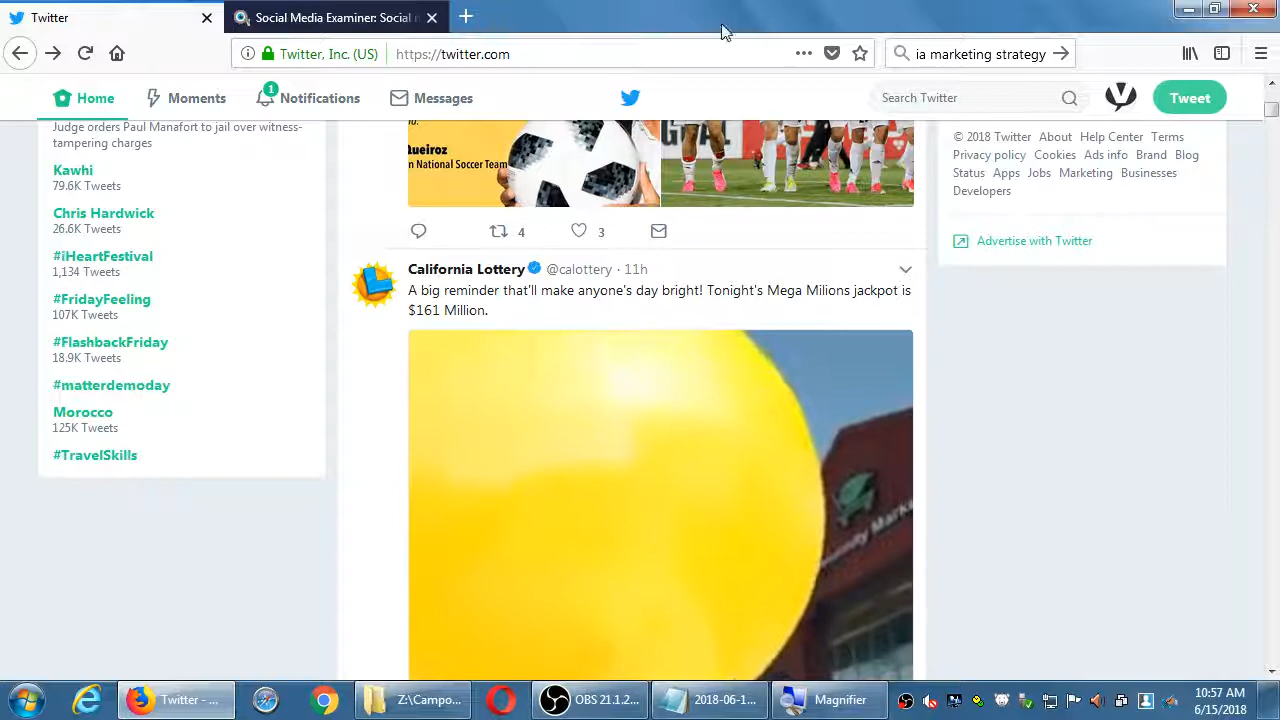 Twitter
Social Media Examiner: Social
Twitter, Inc. (US)
https://twitter.com
ia marketing strategy
Home
Moments
1
Notifications
Messages
Search Twitter
Tweet
Judge orders Paul Manafort to jail over witness-
tampering charges
Kawhi
79.6K Tweets
Chris Hardwick
26.6K Tweets
#iHeartFestival
1,134 Tweets
#FridayFeeling
107K Tweets
#FlashbackFriday
18.9K Tweets
#matterdemoday
Morocco
125K Tweets
#TravelSkills
Queiroz
n National Soccer Team
4
3
California Lottery @calottery · 11h
A big reminder that'll make anyone's day bright! Tonight's Mega Milions jackpot is
$161 Million.
© 2018 Twitter About Help Center Terms
Privacy policy Cookies Ads info Brand Blog
Status Apps Jobs Marketing Businesses
Developers
Advertise with Twitter
Twitter - ...
Z:\Campo...
OBS 21.1.2...
2018-06-1...
Magnifier
10:57 AM
6/15/2018